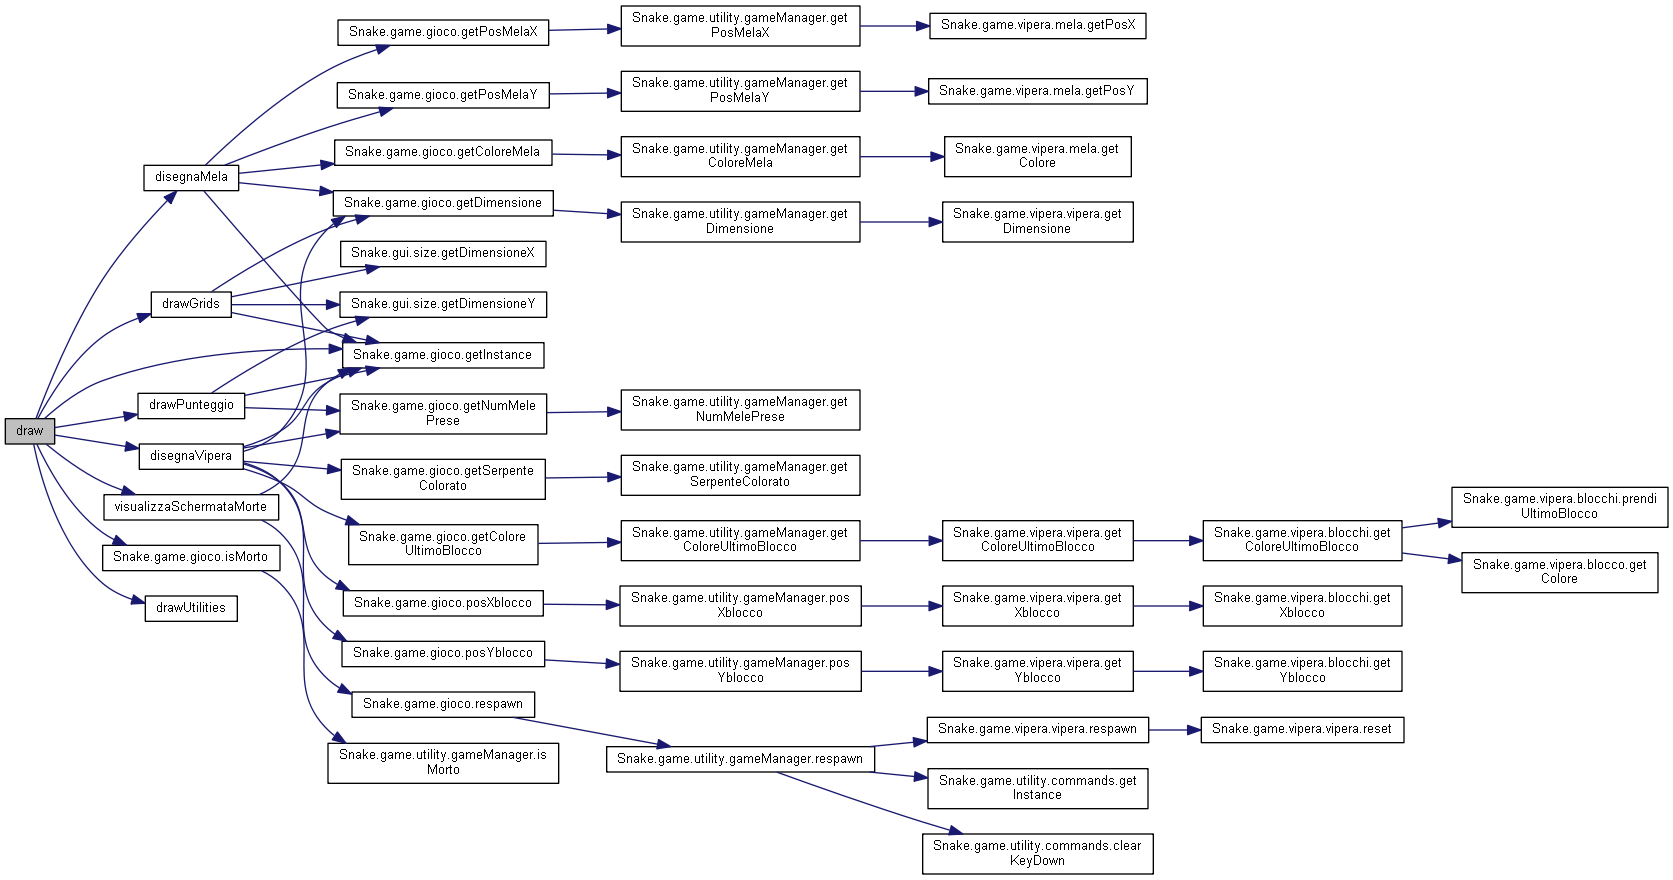 draw
disegnaMela
drawGrids
drawPunteggio
disegnaVipera
visualizzaSchermataMorte
Snake.game.gioco.isMorto
drawUtilities
Snake.game.gioco.getPosMelaX
Snake.game.gioco.getPosMelaY
Snake.game.gioco.getColoreMela
Snake.game.gioco.getDimensione
Snake.gui.size.getDimensioneX
Snake.gui.size.getDimensioneY
Snake.game.gioco.getInstance
Snake.game.gioco.getNumMele
Prese
Snake.game.gioco.getSerpente
Colorato
Snake.game.gioco.getColore
UltimoBlocco
Snake.game.gioco.posXblocco
Snake.game.gioco.posYblocco
Snake.game.gioco.respawn
Snake.game.utility.gameManager.is
Morto
Snake.game.utility.gameManager.get
PosMelaX
Snake.game.utility.gameManager.get
PosMelaY
Snake.game.utility.gameManager.get
ColoreMela
Snake.game.utility.gameManager.get
Dimensione
Snake.game.utility.gameManager.get
NumMelePrese
Snake.game.utility.gameManager.get
SerpenteColorato
Snake.game.utility.gameManager.get
ColoreUltimoBlocco
Snake.game.utility.gameManager.pos
Xblocco
Snake.game.utility.gameManager.pos
Yblocco
Snake.game.utility.gameManager.respawn
Snake.game.vipera.mela.getPosX
Snake.game.vipera.mela.getPosY
Snake.game.vipera.mela.get
Colore
Snake.game.vipera.vipera.get
Dimensione
Snake.game.vipera.vipera.get
ColoreUltimoBlocco
Snake.game.vipera.vipera.get
Xblocco
Snake.game.vipera.vipera.get
Yblocco
Snake.game.vipera.vipera.respawn
Snake.game.utility.commands.get
Instance
Snake.game.utility.commands.clear
KeyDown
Snake.game.vipera.blocchi.get
ColoreUltimoBlocco
Snake.game.vipera.blocchi.get
Xblocco
Snake.game.vipera.blocchi.get
Yblocco
Snake.game.vipera.vipera.reset
Snake.game.vipera.blocchi.prendi
UltimoBlocco
Snake.game.vipera.blocco.get
Colore